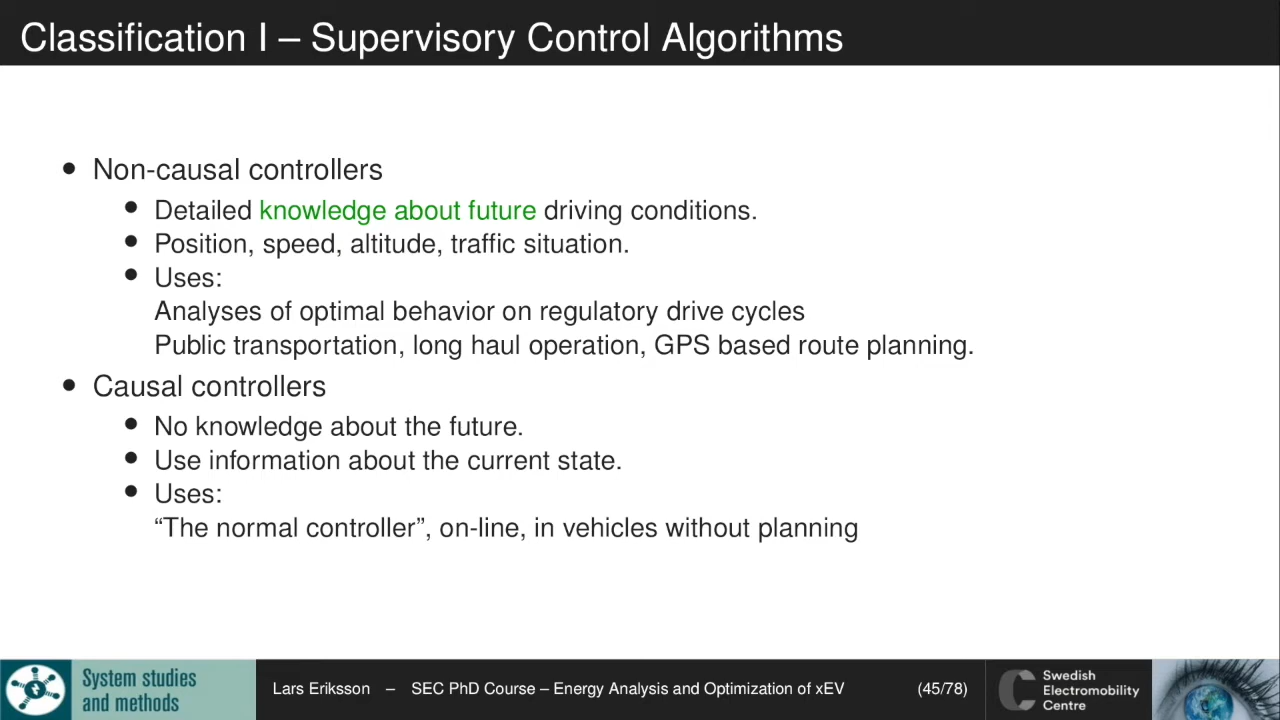 Classification I – Supervisory Control Algorithms
• Non-causal controllers
• Detailed knowledge about future driving conditions.
• Position, speed, altitude, traffic situation.
• Uses:
Analyses of optimal behavior on regulatory drive cycles
Public transportation, long haul operation, GPS based route planning.
• Causal controllers
• No knowledge about the future.
• Use information about the current state.
• Uses:
“The normal controller”, on-line, in vehicles without planning
System studies
and methods
Lars Eriksson – SEC PhD Course – Energy Analysis and Optimization of xEV (45/78)
Swedish
Electromobility
Centre